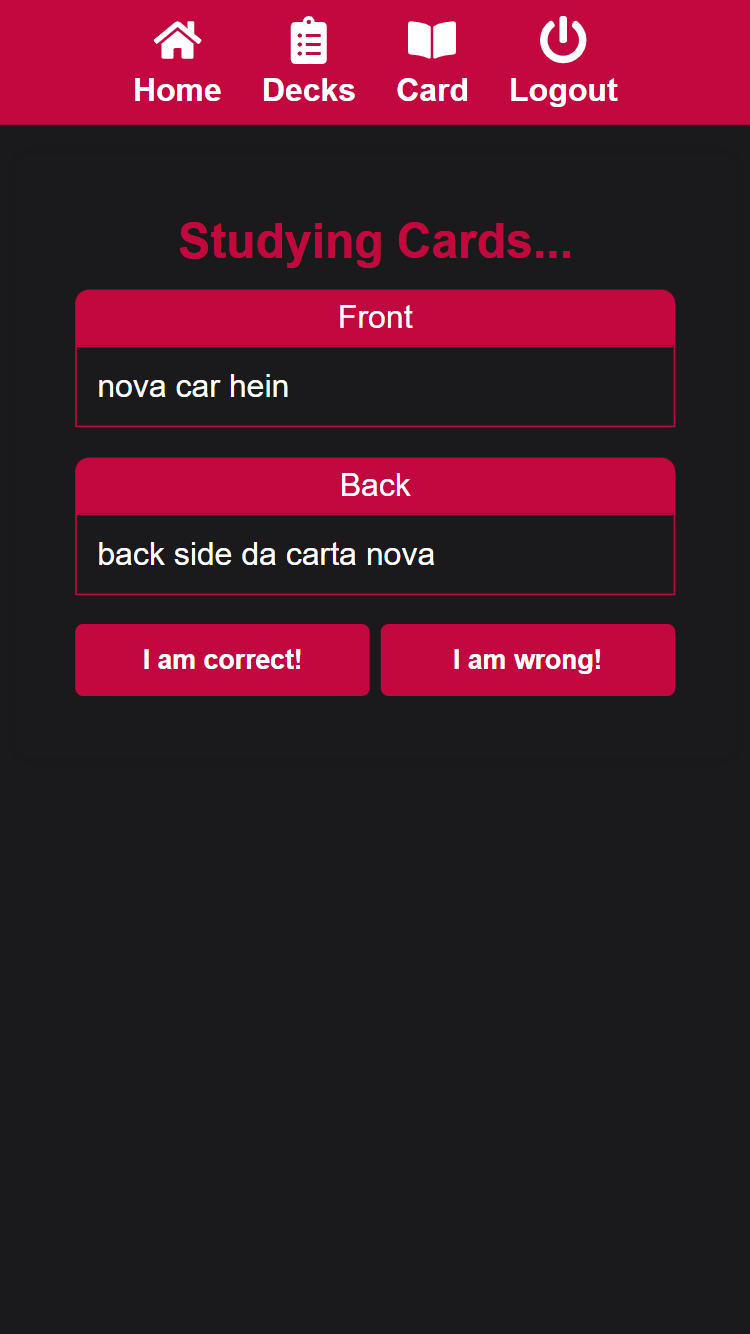 Home Decks Card Logout
Studying Cards...
Front
nova car hein
Back
back side da carta nova
I am correct! I am wrong!